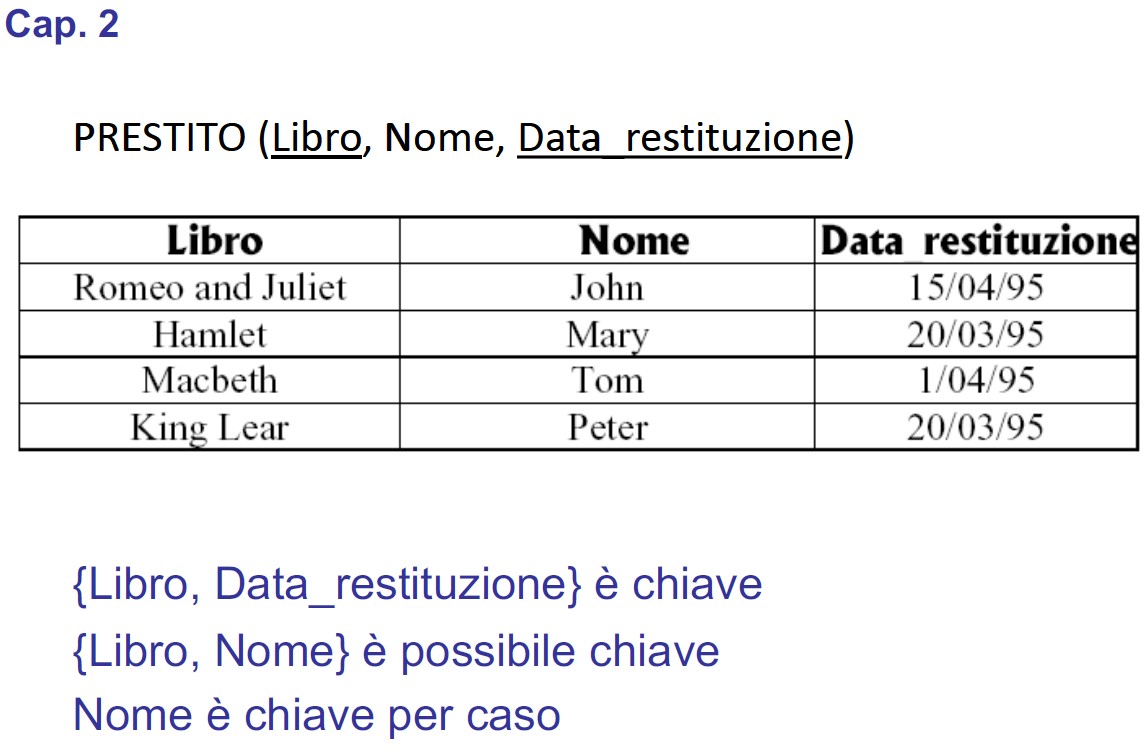 Cap. 2
PRESTITO (Libro, Nome, Data_restituzione)
Libro Nome Data_restituzione
Romeo and Juliet John 15/04/95
Hamlet Mary 20/03/95
Macbeth Tom 1/04/95
King Lear Peter 20/03/95
{Libro, Data_restituzione} è chiave
{Libro, Nome} è possibile chiave
Nome è chiave per caso